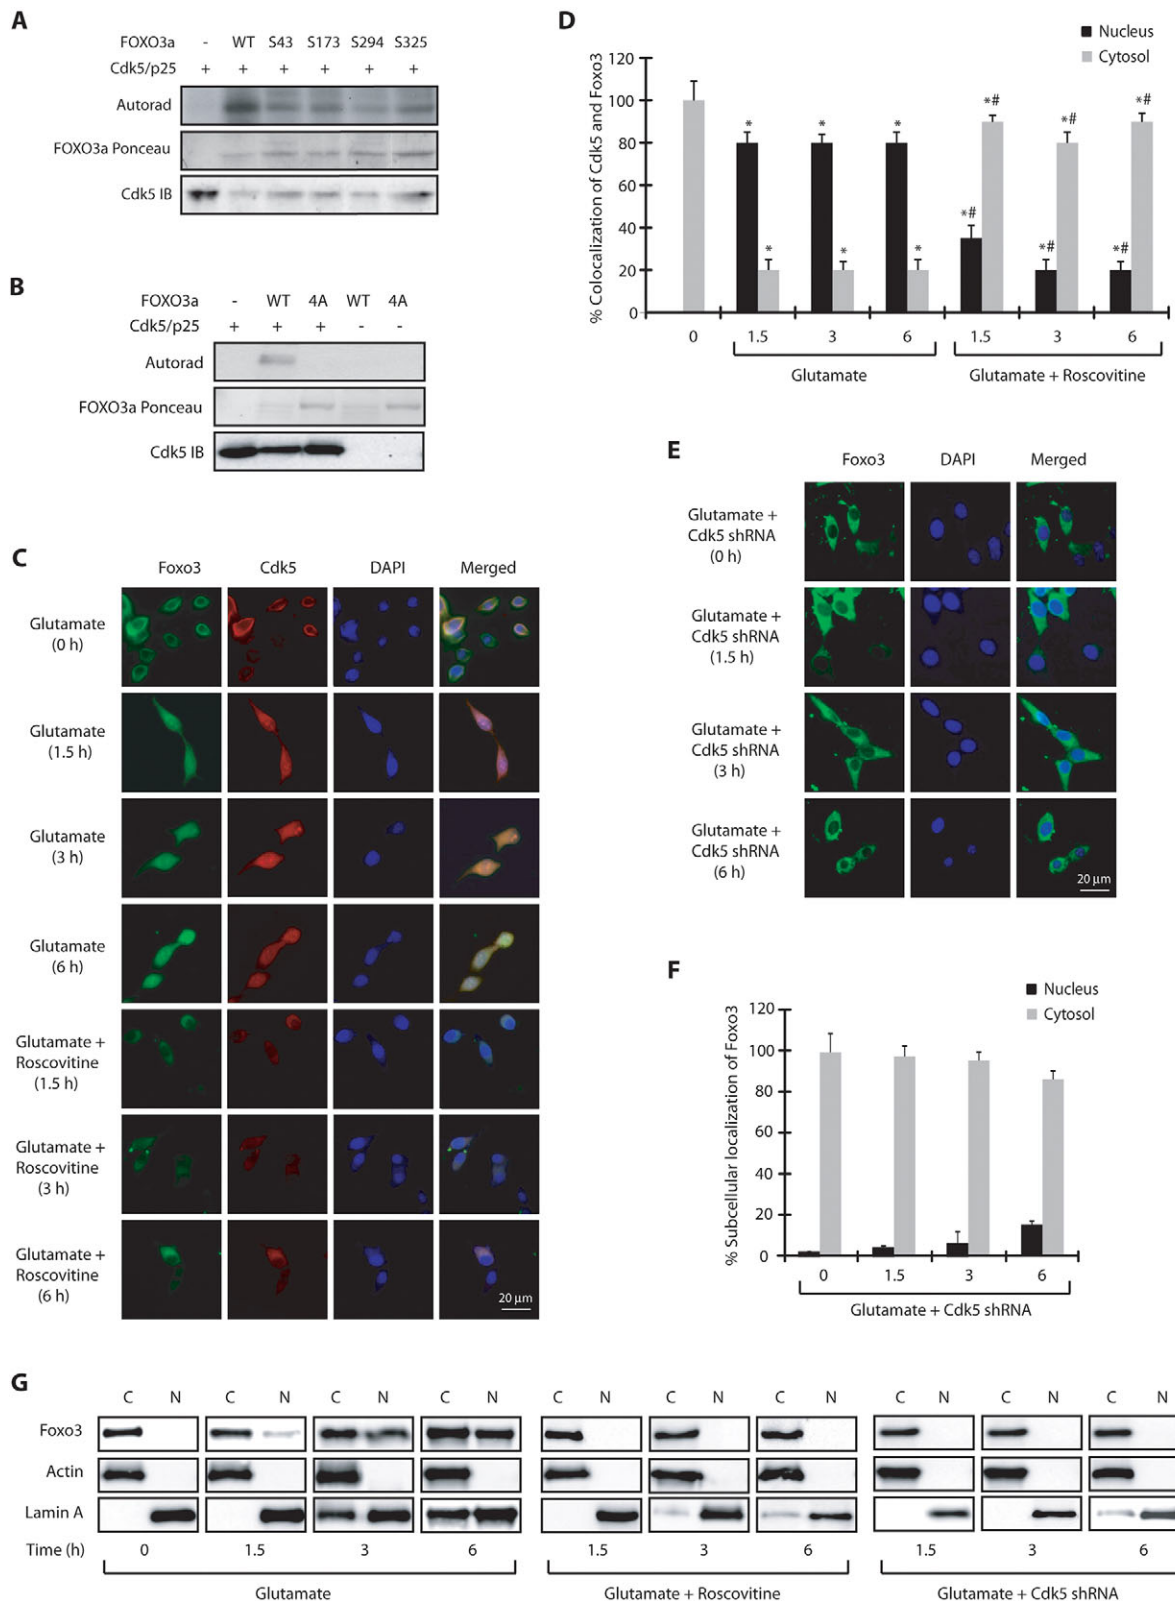 A
FOXO3a - WT S43 S173 S294 S325
Cdk5/p25 + + + + + +
Autorad
FOXO3a Ponceau
Cdk5 IB
B
FOXO3a - WT 4A WT 4A
Cdk5/p25 + + + - -
Autorad
FOXO3a Ponceau
Cdk5 IB
C
Foxo3 Cdk5 DAPI Merged
Glutamate
(0 h)
Glutamate
(1.5 h)
Glutamate
(3 h)
Glutamate
(6 h)
Glutamate +
Roscovitine
(1.5 h)
Glutamate +
Roscovitine
(3 h)
Glutamate +
Roscovitine
(6 h)
20 µm
D
Nucleus
Cytosol
% Colocalization of Cdk5 and Foxo3
120
100
80
60
40
20
0
* * * * * * *# *# *# *# *# *#
0 1.5 3 6 1.5 3 6
Glutamate Glutamate + Roscovitine
E
Foxo3 DAPI Merged
Glutamate +
Cdk5 shRNA
(0 h)
Glutamate +
Cdk5 shRNA
(1.5 h)
Glutamate +
Cdk5 shRNA
(3 h)
Glutamate +
Cdk5 shRNA
(6 h)
20 µm
F
Nucleus
Cytosol
% Subcellular localization of Foxo3
120
100
80
60
40
20
0
0 1.5 3 6
Glutamate + Cdk5 shRNA
G
C N C N C N C N C N C N C N C N C N C N
Foxo3
Actin
Lamin A
Time (h) 0 1.5 3 6 1.5 3 6 1.5 3 6
Glutamate Glutamate + Roscovitine Glutamate + Cdk5 shRNA